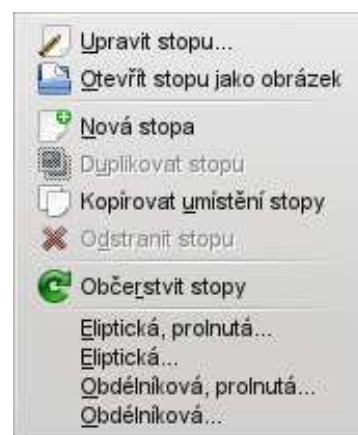 Upravit stopu...
Otevřít stopu jako obrázek
Nová stopa
Duplikovat stopu
Kopírovat umístění stopy
Odstranit stopu
Občerstvit stopy
Eliptická, prolnutá...
Eliptická...
Obdélníková, prolnutá...
Obdélníková...